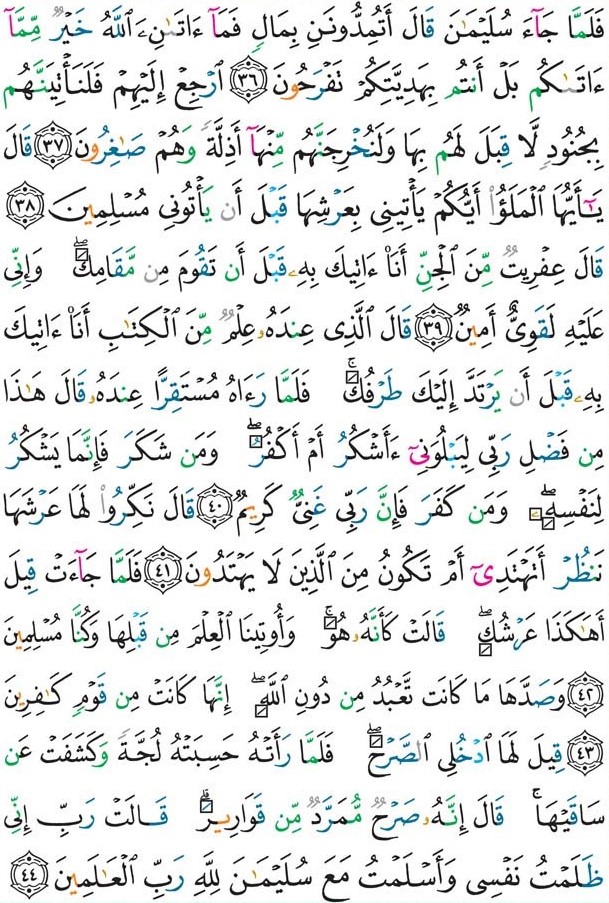 فَلَمَّا جَآءَ سُلَيْمَـٰنَ قَالَ أَتُمِدُّونَنِ بِمَالٍ فَمَآ ءَاتَىٰنِۦَ ٱللَّهُ خَيْرٌ مِّمَّآ
ءَاتَىٰكُم بَلْ أَنتُم بِهَدِيَّتِكُمْ تَفْرَحُونَ ٣٦ ٱرْجِعْ إِلَيْهِمْ فَلَنَأْتِيَنَّهُم
بِجُنُودٍ لَّا قِبَلَ لَهُم بِهَا وَلَنُخْرِجَنَّهُم مِّنْهَآ أَذِلَّةً وَهُمْ صَـٰغِرُونَ ٣٧ قَالَ
يَـٰٓأَيُّهَا ٱلْمَلَؤُا۟ أَيُّكُمْ يَأْتِينِى بِعَرْشِهَا قَبْلَ أَن يَأْتُونِى مُسْلِمِينَ ٣٨
قَالَ عِفْرِيتٌ مِّنَ ٱلْجِنِّ أَنَا۠ ءَاتِيكَ بِهِۦ قَبْلَ أَن تَقُومَ مِن مَّقَامِكَ ۖ وَإِنِّى
عَلَيْهِ لَقَوِىٌّ أَمِينٌ ٣٩ قَالَ ٱلَّذِى عِندَهُۥ عِلْمٌ مِّنَ ٱلْكِتَـٰبِ أَنَا۠ ءَاتِيكَ
بِهِۦ قَبْلَ أَن يَرْتَدَّ إِلَيْكَ طَرْفُكَ ۚ فَلَمَّا رَءَاهُ مُسْتَقِرًّا عِندَهُۥ قَالَ هَـٰذَا
مِن فَضْلِ رَبِّى لِيَبْلُوَنِىٓ ءَأَشْكُرُ أَمْ أَكْفُرُ ۖ وَمَن شَكَرَ فَإِنَّمَا يَشْكُرُ
لِنَفْسِهِۦ ۖ وَمَن كَفَرَ فَإِنَّ رَبِّى غَنِىٌّ كَرِيمٌ ٤٠ قَالَ نَكِّرُوا۟ لَهَا عَرْشَهَا
نَنظُرْ أَتَهْتَدِىٓ أَمْ تَكُونُ مِنَ ٱلَّذِينَ لَا يَهْتَدُونَ ٤١ فَلَمَّا جَآءَتْ قِيلَ
أَهَـٰكَذَا عَرْشُكِ ۖ قَالَتْ كَأَنَّهُۥ هُوَ ۚ وَأُوتِينَا ٱلْعِلْمَ مِن قَبْلِهَا وَكُنَّا مُسْلِمِينَ
٤٢ وَصَدَّهَا مَا كَانَت تَّعْبُدُ مِن دُونِ ٱللَّهِ ۖ إِنَّهَا كَانَتْ مِن قَوْمٍ كَـٰفِرِينَ
٤٣ قِيلَ لَهَا ٱدْخُلِى ٱلصَّرْحَ ۖ فَلَمَّا رَأَتْهُ حَسِبَتْهُ لُجَّةً وَكَشَفَتْ عَن
سَاقَيْهَا ۚ قَالَ إِنَّهُۥ صَرْحٌ مُّمَرَّدٌ مِّن قَوَارِيرَ ۗ قَالَتْ رَبِّ إِنِّى
ظَلَمْتُ نَفْسِى وَأَسْلَمْتُ مَعَ سُلَيْمَـٰنَ لِلَّهِ رَبِّ ٱلْعَـٰلَمِينَ ٤٤